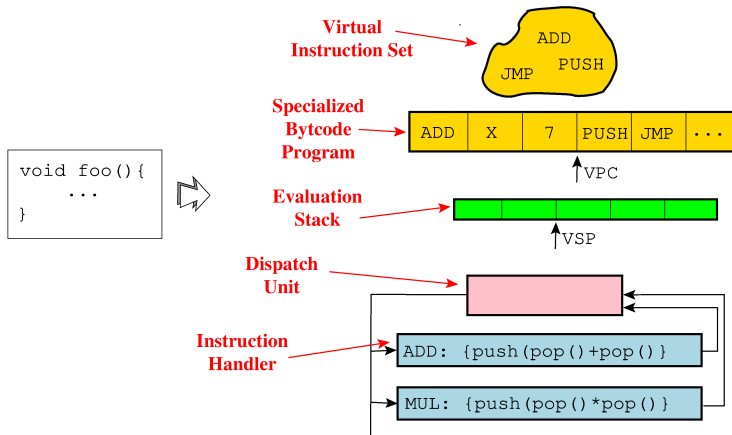 Virtual
Instruction Set
ADD
PUSH
JMP
Specialized
Bytcode
Program
ADD X 7 PUSH JMP ...
VPC
void foo(){
...
}
Evaluation
Stack
VSP
Dispatch
Unit
Instruction
Handler
ADD: {push(pop()+pop()}
MUL: {push(pop()*pop()}